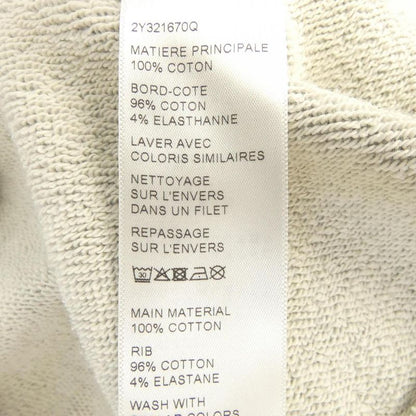 2Y321670Q
MATIERE PRINCIPALE
100% COTON
BORD-COTE
96% COTON
4% ELASTHANNE
LAVER AVEC
COLORIS SIMILAIRES
NETTOYAGE
SUR L'ENVERS
DANS UN FILET
REPASSAGE
SUR L'ENVERS
30
MAIN MATERIAL
100% COTTON
RIB
96% COTTON
4% ELASTANE
WASH WITH
COLORS